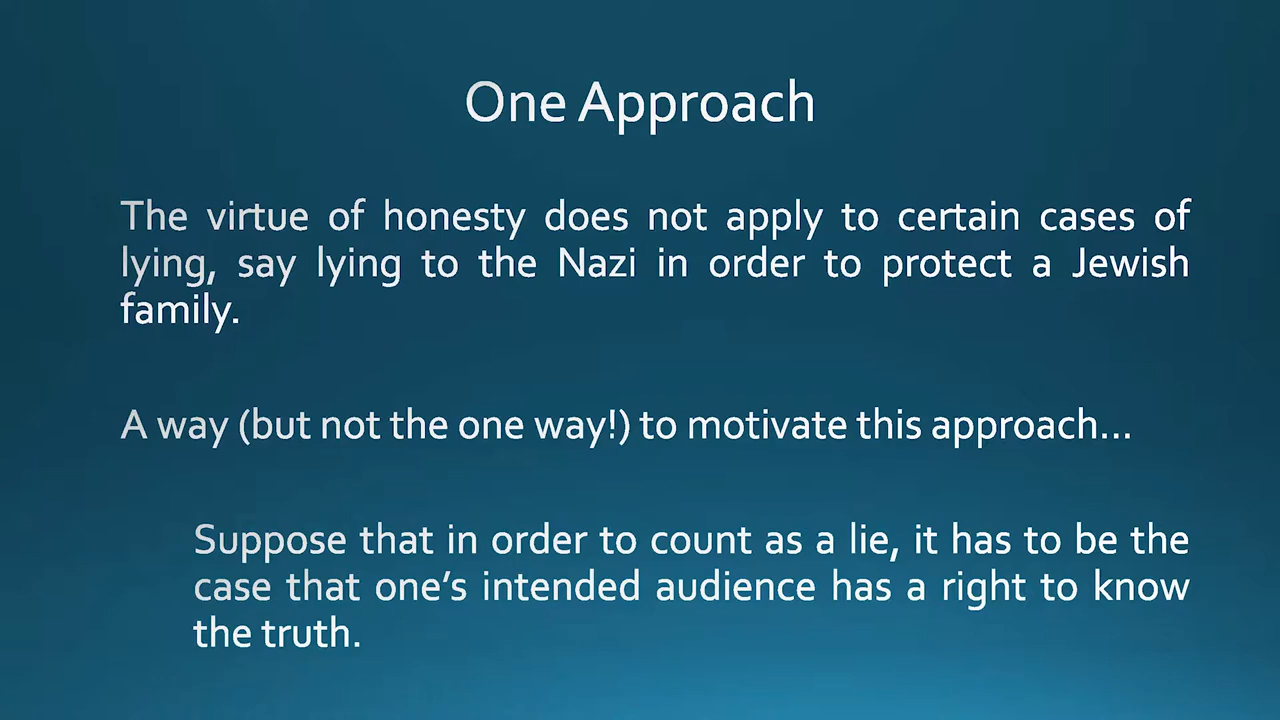 One Approach
The virtue of honesty does not apply to certain cases of
lying, say lying to the Nazi in order to protect a Jewish
family.
A way (but not the one way!) to motivate this approach...
Suppose that in order to count as a lie, it has to be the
case that one’s intended audience has a right to know
the truth.